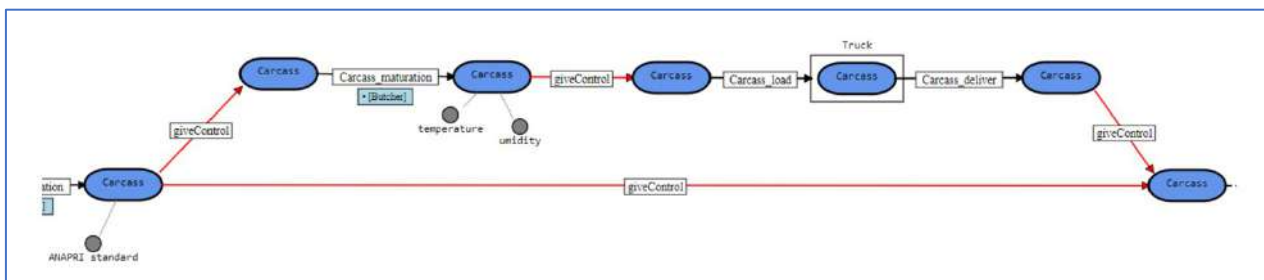 Truck
Carcass
Carcass_maturation
Carcass
giveControl
Carcass
Carcass_load
Carcass
Carcass_deliver
Carcass
• [Butcher]
temperature
umidity
giveControl
giveControl
ation
Carcass
giveControl
Carcass
ANAPRI standard